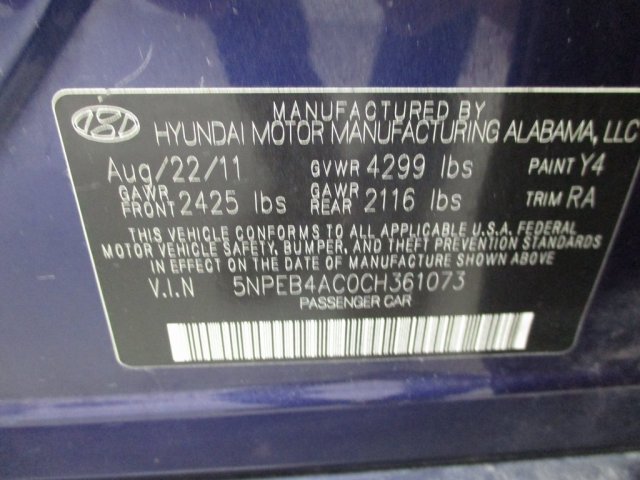 MANUFACTURED BY
HYUNDAI MOTOR MANUFACTURING ALABAMA, LLC
Aug/22/11 GVWR 4299 lbs PAINT Y4
GAWR FRONT 2425 lbs GAWR REAR 2116 lbs TRIM RA
THIS VEHICLE CONFORMS TO ALL APPLICABLE U.S.A. FEDERAL
MOTOR VEHICLE SAFETY, BUMPER, AND THEFT PREVENTION STANDARDS
IN EFFECT ON THE DATE OF MANUFACTURE SHOWN ABOVE
V.I.N 5NPEB4AC0CH361073
PASSENGER CAR